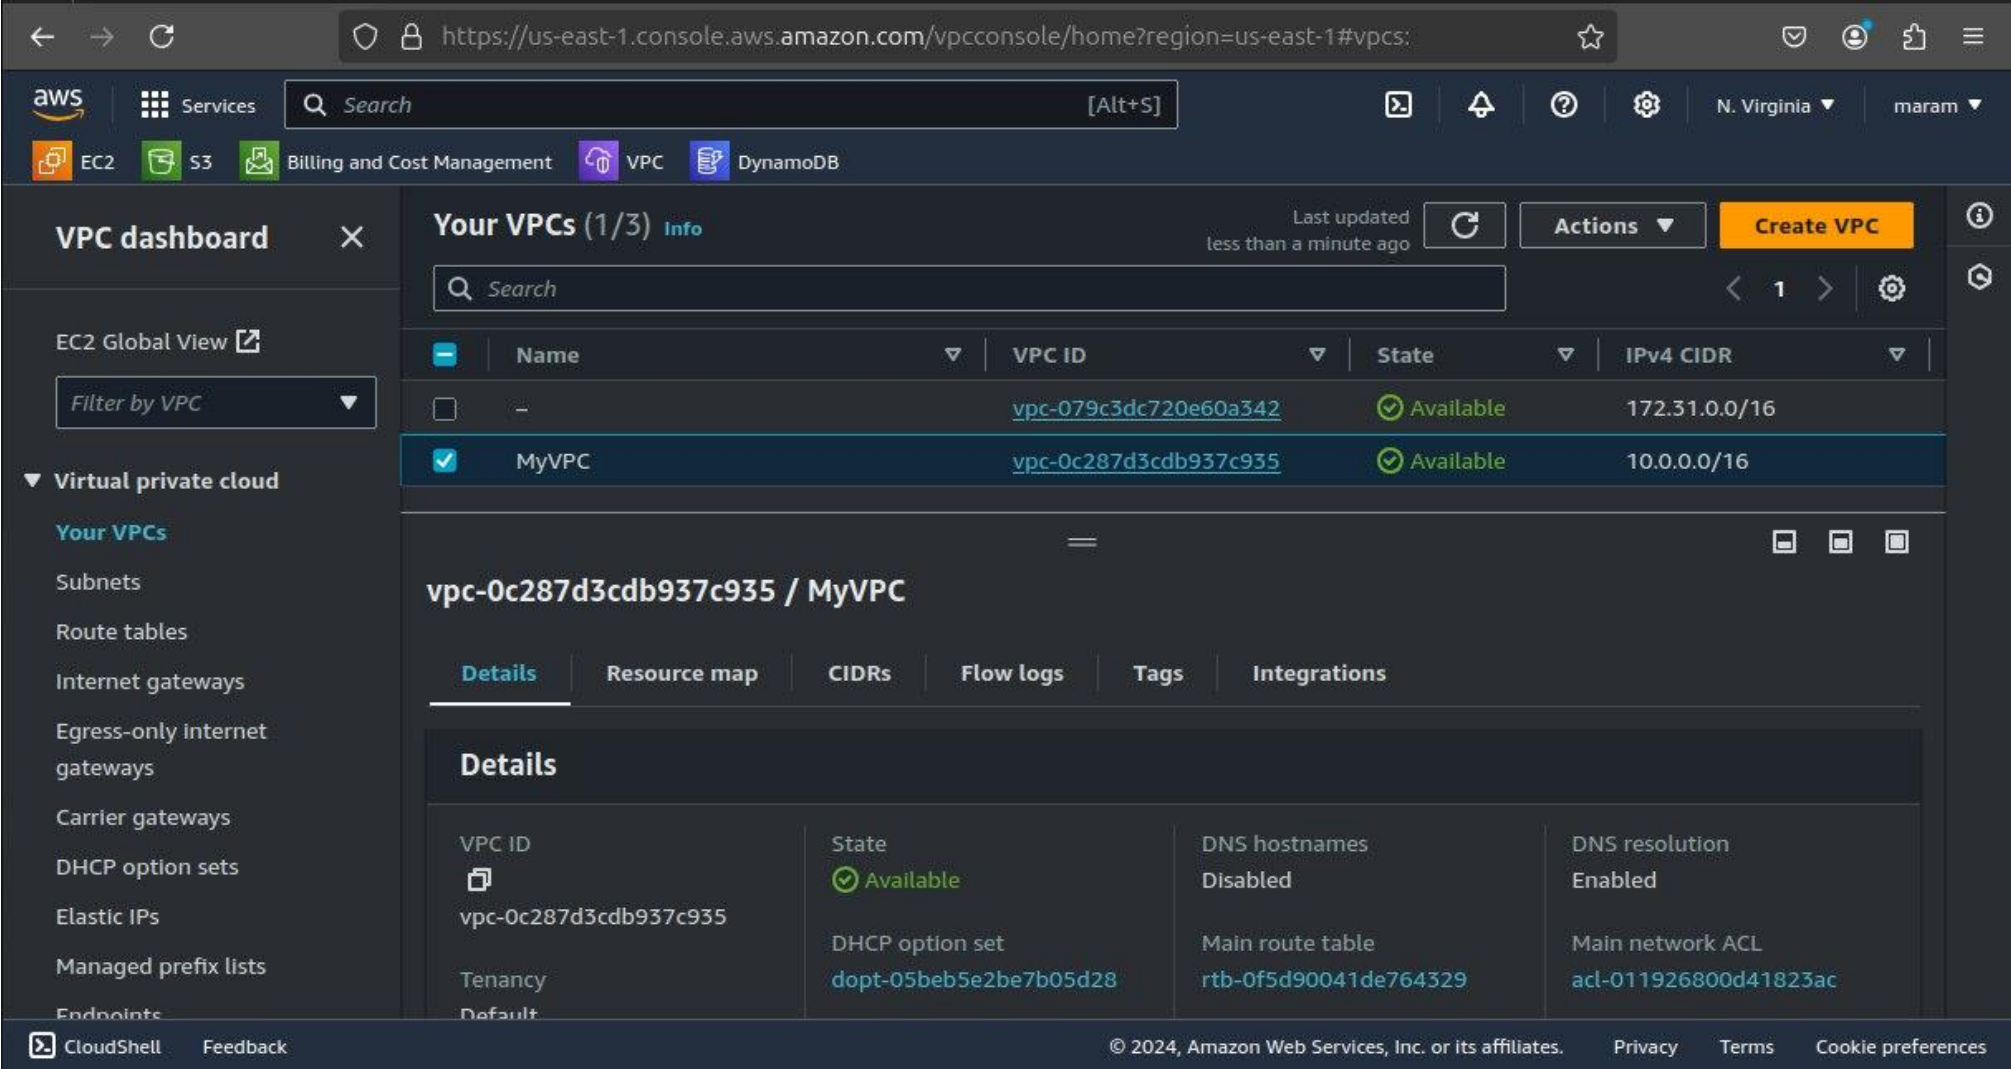 https://us-east-1.console.aws.amazon.com/vpcconsole/home?region=us-east-1#vpcs:
aws Services Search [Alt+S] N. Virginia maram
EC2 S3 Billing and Cost Management VPC DynamoDB
VPC dashboard
EC2 Global View
Filter by VPC
Virtual private cloud
Your VPCs
Subnets
Route tables
Internet gateways
Egress-only internet
gateways
Carrier gateways
DHCP option sets
Elastic IPs
Managed prefix lists
Endpoints
Your VPCs (1/3) Info
Last updated
less than a minute ago
Actions
Create VPC
Search
1
Name VPC ID State IPv4 CIDR
– vpc-079c3dc720e60a342 Available 172.31.0.0/16
MyVPC vpc-0c287d3cdb937c935 Available 10.0.0.0/16
vpc-0c287d3cdb937c935 / MyVPC
Details Resource map CIDRs Flow logs Tags Integrations
Details
VPC ID
vpc-0c287d3cdb937c935
State
Available
DNS hostnames
Disabled
DNS resolution
Enabled
Tenancy
Default
DHCP option set
dopt-05beb5e2be7b05d28
Main route table
rtb-0f5d90041de764329
Main network ACL
acl-011926800d41823ac
CloudShell Feedback © 2024, Amazon Web Services, Inc. or its affiliates. Privacy Terms Cookie preferences